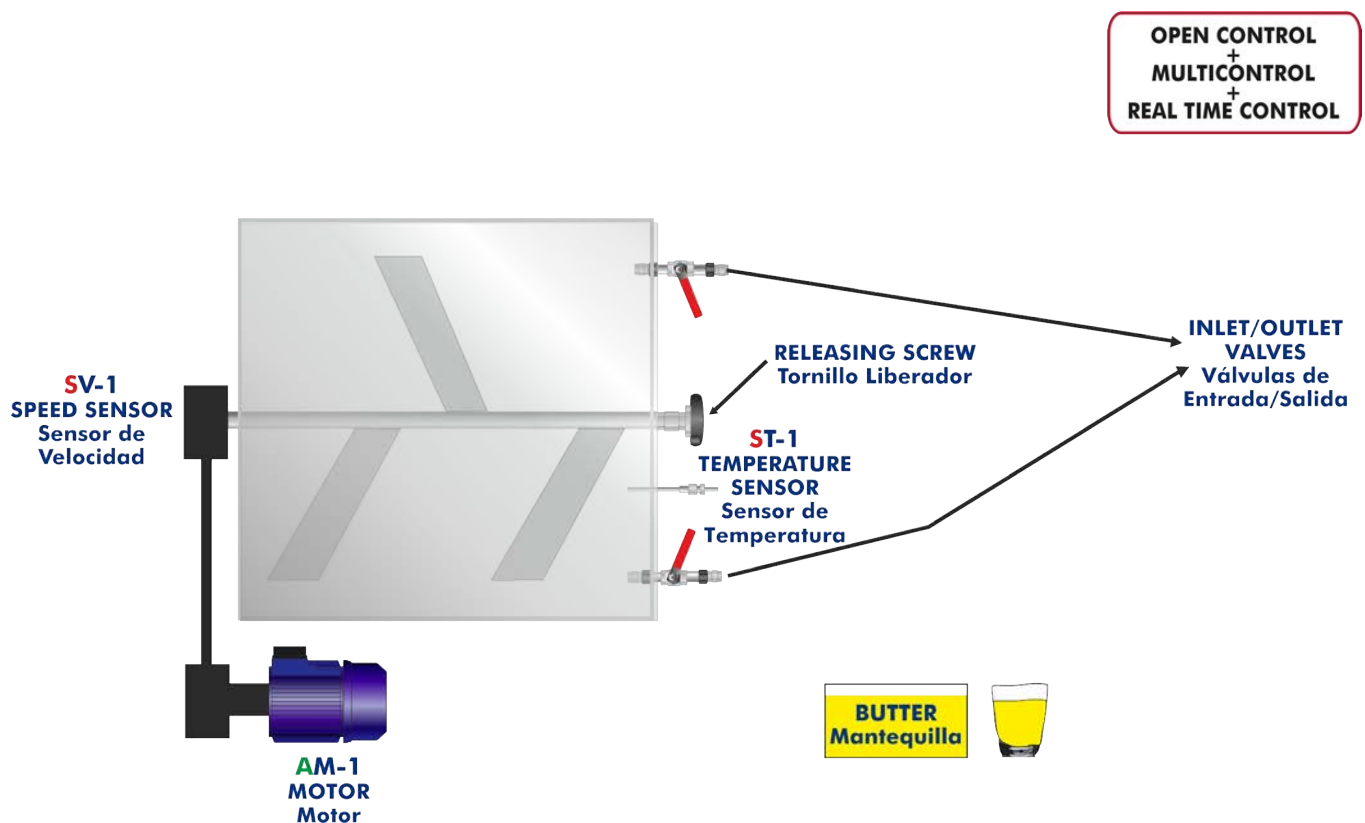 OPEN CONTROL
+
MULTICONTROL
+
REAL TIME CONTROL
INLET/OUTLET
VALVES
Válvulas de
Entrada/Salida
RELEASING SCREW
Tornillo Liberador
SV-1
SPEED SENSOR
Sensor de
Velocidad
ST-1
TEMPERATURE
SENSOR
Sensor de
Temperatura
BUTTER
Mantequilla
AM-1
MOTOR
Motor